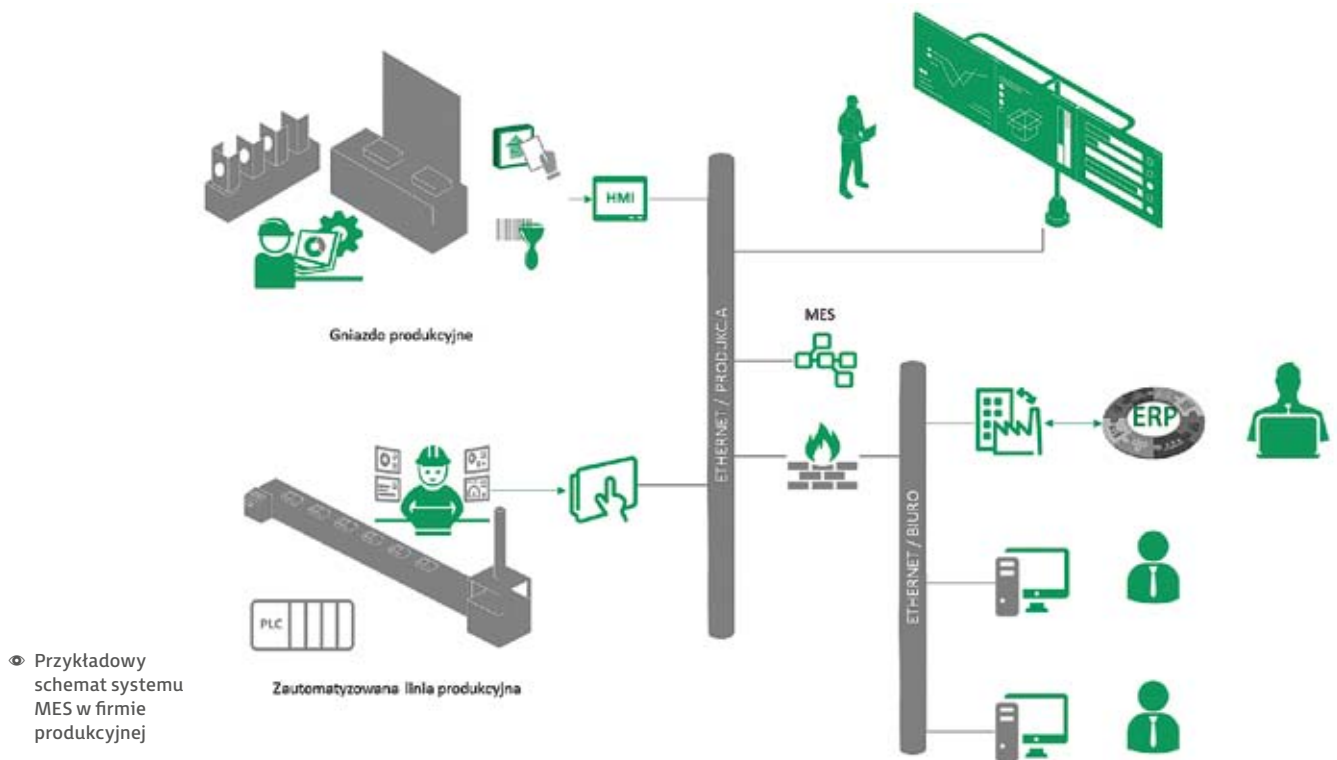 HMI
Gniazdo produkcyjne
ETHERNET / PRODUKCJA
MES
ERP
ETHERNET / BIURO
PLC
Zautomatyzowana linia produkcyjna
Przykładowy
schemat systemu
MES w firmie
produkcyjnej